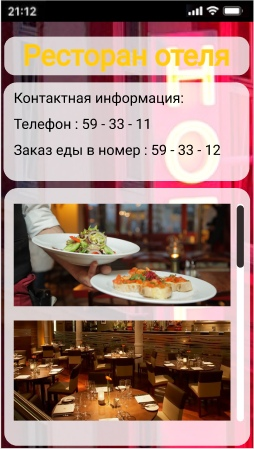 21:12
Ресторан отеля
Контактная информация:
Телефон : 59 - 33 - 11
Заказ еды в номер : 59 - 33 - 12